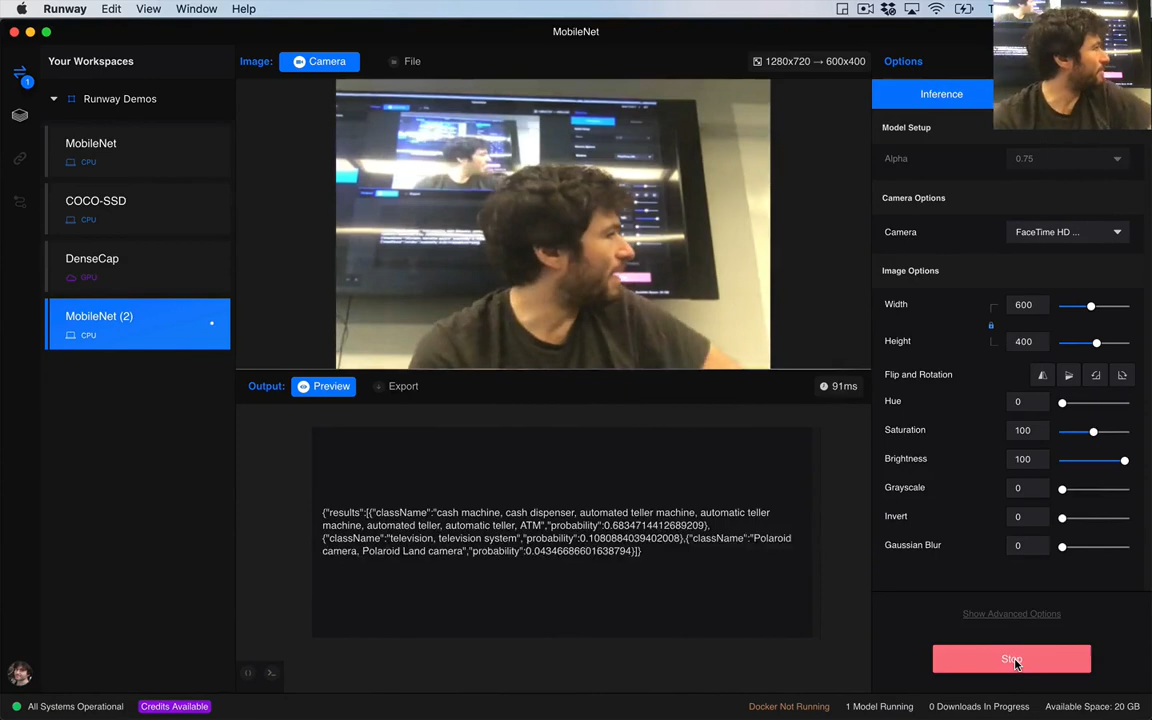 Runway Edit View Window Help
MobileNet
Your Workspaces
1
Runway Demos
MobileNet
CPU
COCO-SSD
CPU
DenseCap
GPU
MobileNet (2)
CPU
Image: Camera File 1280x720 → 600x400
Output: Preview Export 91ms
{"results":[{"className":"cash machine, cash dispenser, automated teller machine, automatic teller
machine, automated teller, automatic teller, ATM","probability":0.6834714412689209},
{"className":"television, television system","probability":0.1080884039402008},{"className":"Polaroid
camera, Polaroid Land camera","probability":0.04346686601638794}]}
Options
Inference
Model Setup
Alpha 0.75
Camera Options
Camera FaceTime HD ...
Image Options
Width 600
Height 400
Flip and Rotation
Hue 0
Saturation 100
Brightness 100
Grayscale 0
Invert 0
Gaussian Blur 0
Show Advanced Options
Stop
All Systems Operational Credits Available Docker Not Running 1 Model Running 0 Downloads In Progress Available Space: 20 GB